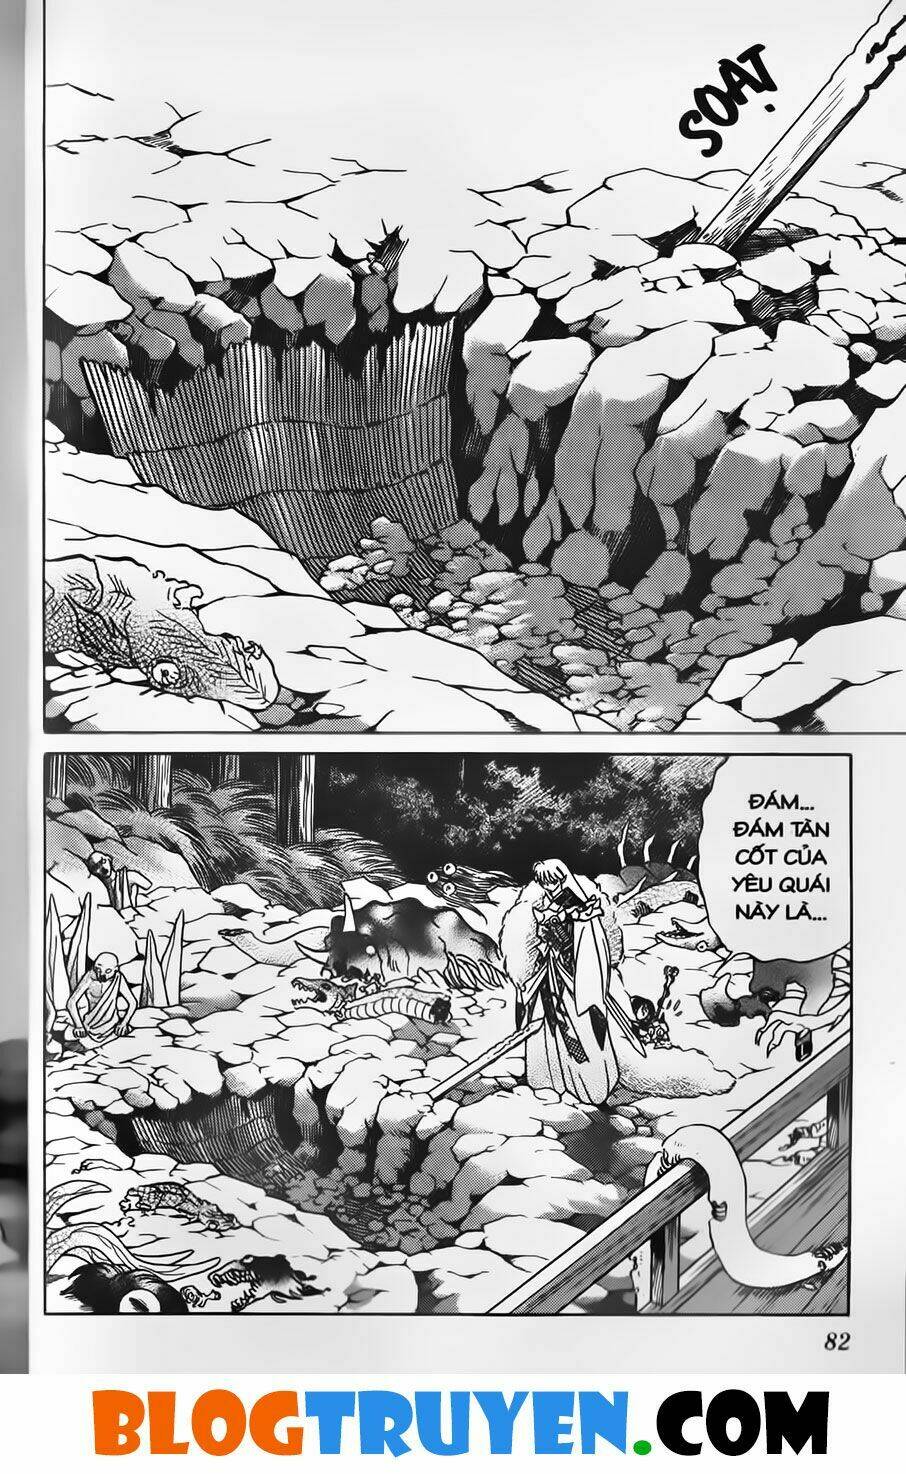 SOẠT
ĐÁM...
ĐÁM TÀN
CỐT CỦA
YÊU QUÁI
NÀY LÀ...
82
BLOGTRUYEN.COM